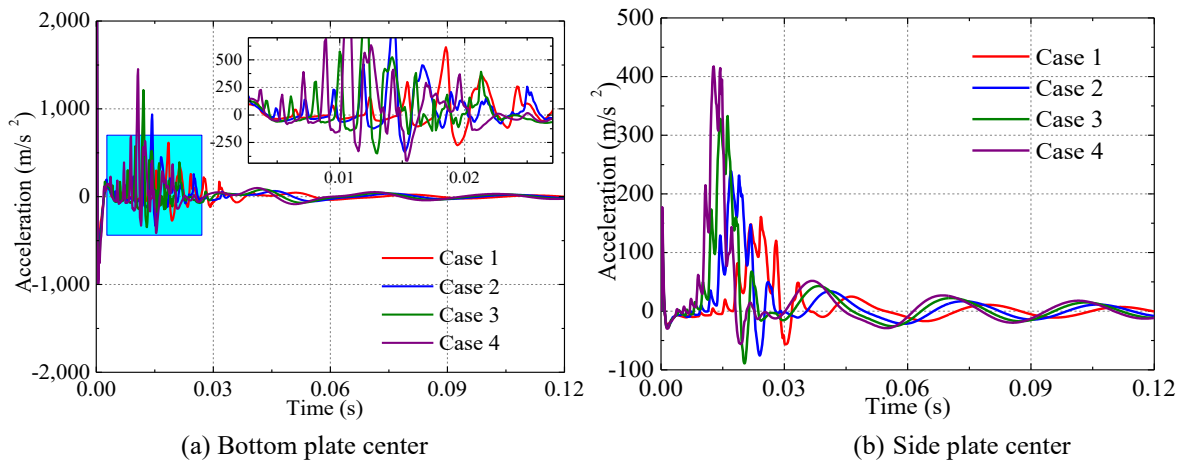 2,000
1,000
0
-1,000
-2,000
Acceleration (m/s²)
500
250
0
-250
0.01
0.02
Case 1
Case 2
Case 3
Case 4
0.00
0.03
0.06
0.09
0.12
Time (s)
(a) Bottom plate center
500
400
300
200
100
0
-100
Acceleration (m/s²)
Case 1
Case 2
Case 3
Case 4
0.00
0.03
0.06
0.09
0.12
Time (s)
(b) Side plate center